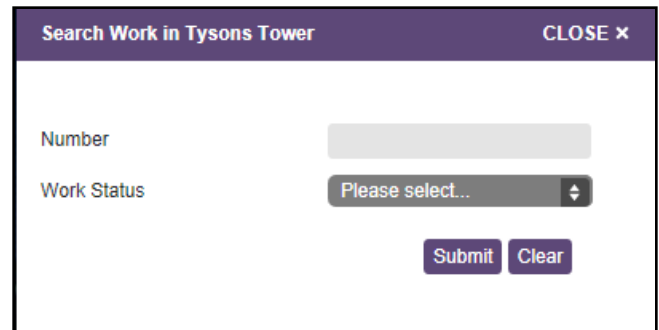 Search Work in Tysons Tower CLOSE ×
Number
Work Status Please select...
Submit Clear